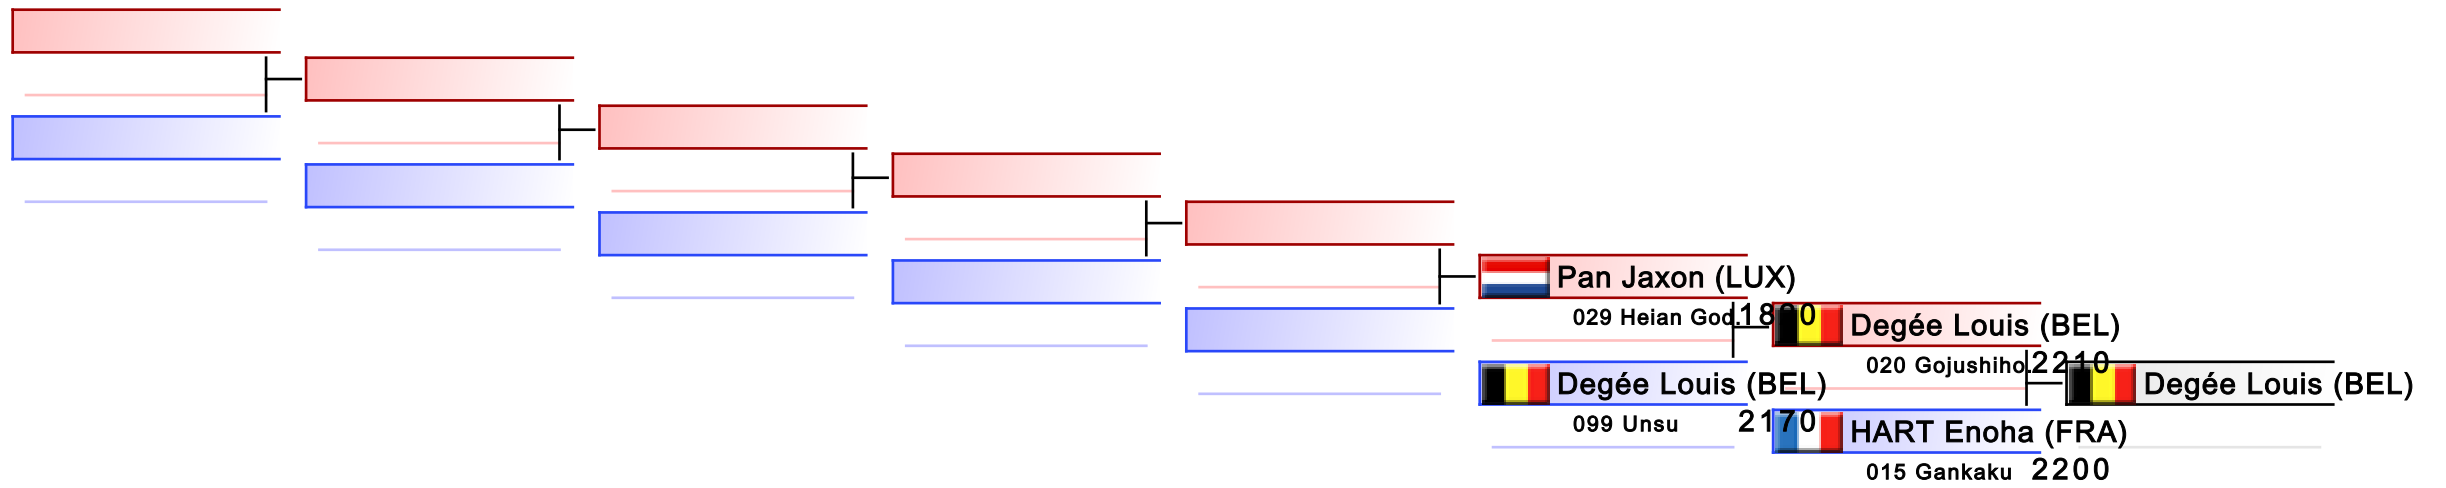 Pan Jaxon (LUX)
029 Heian God.
Degée Louis (BEL)
020 Gojushiho.2210
Degée Louis (BEL)
099 Unsu 2170
Degée Louis (BEL)
HART Enoha (FRA)
015 Gankaku 2200